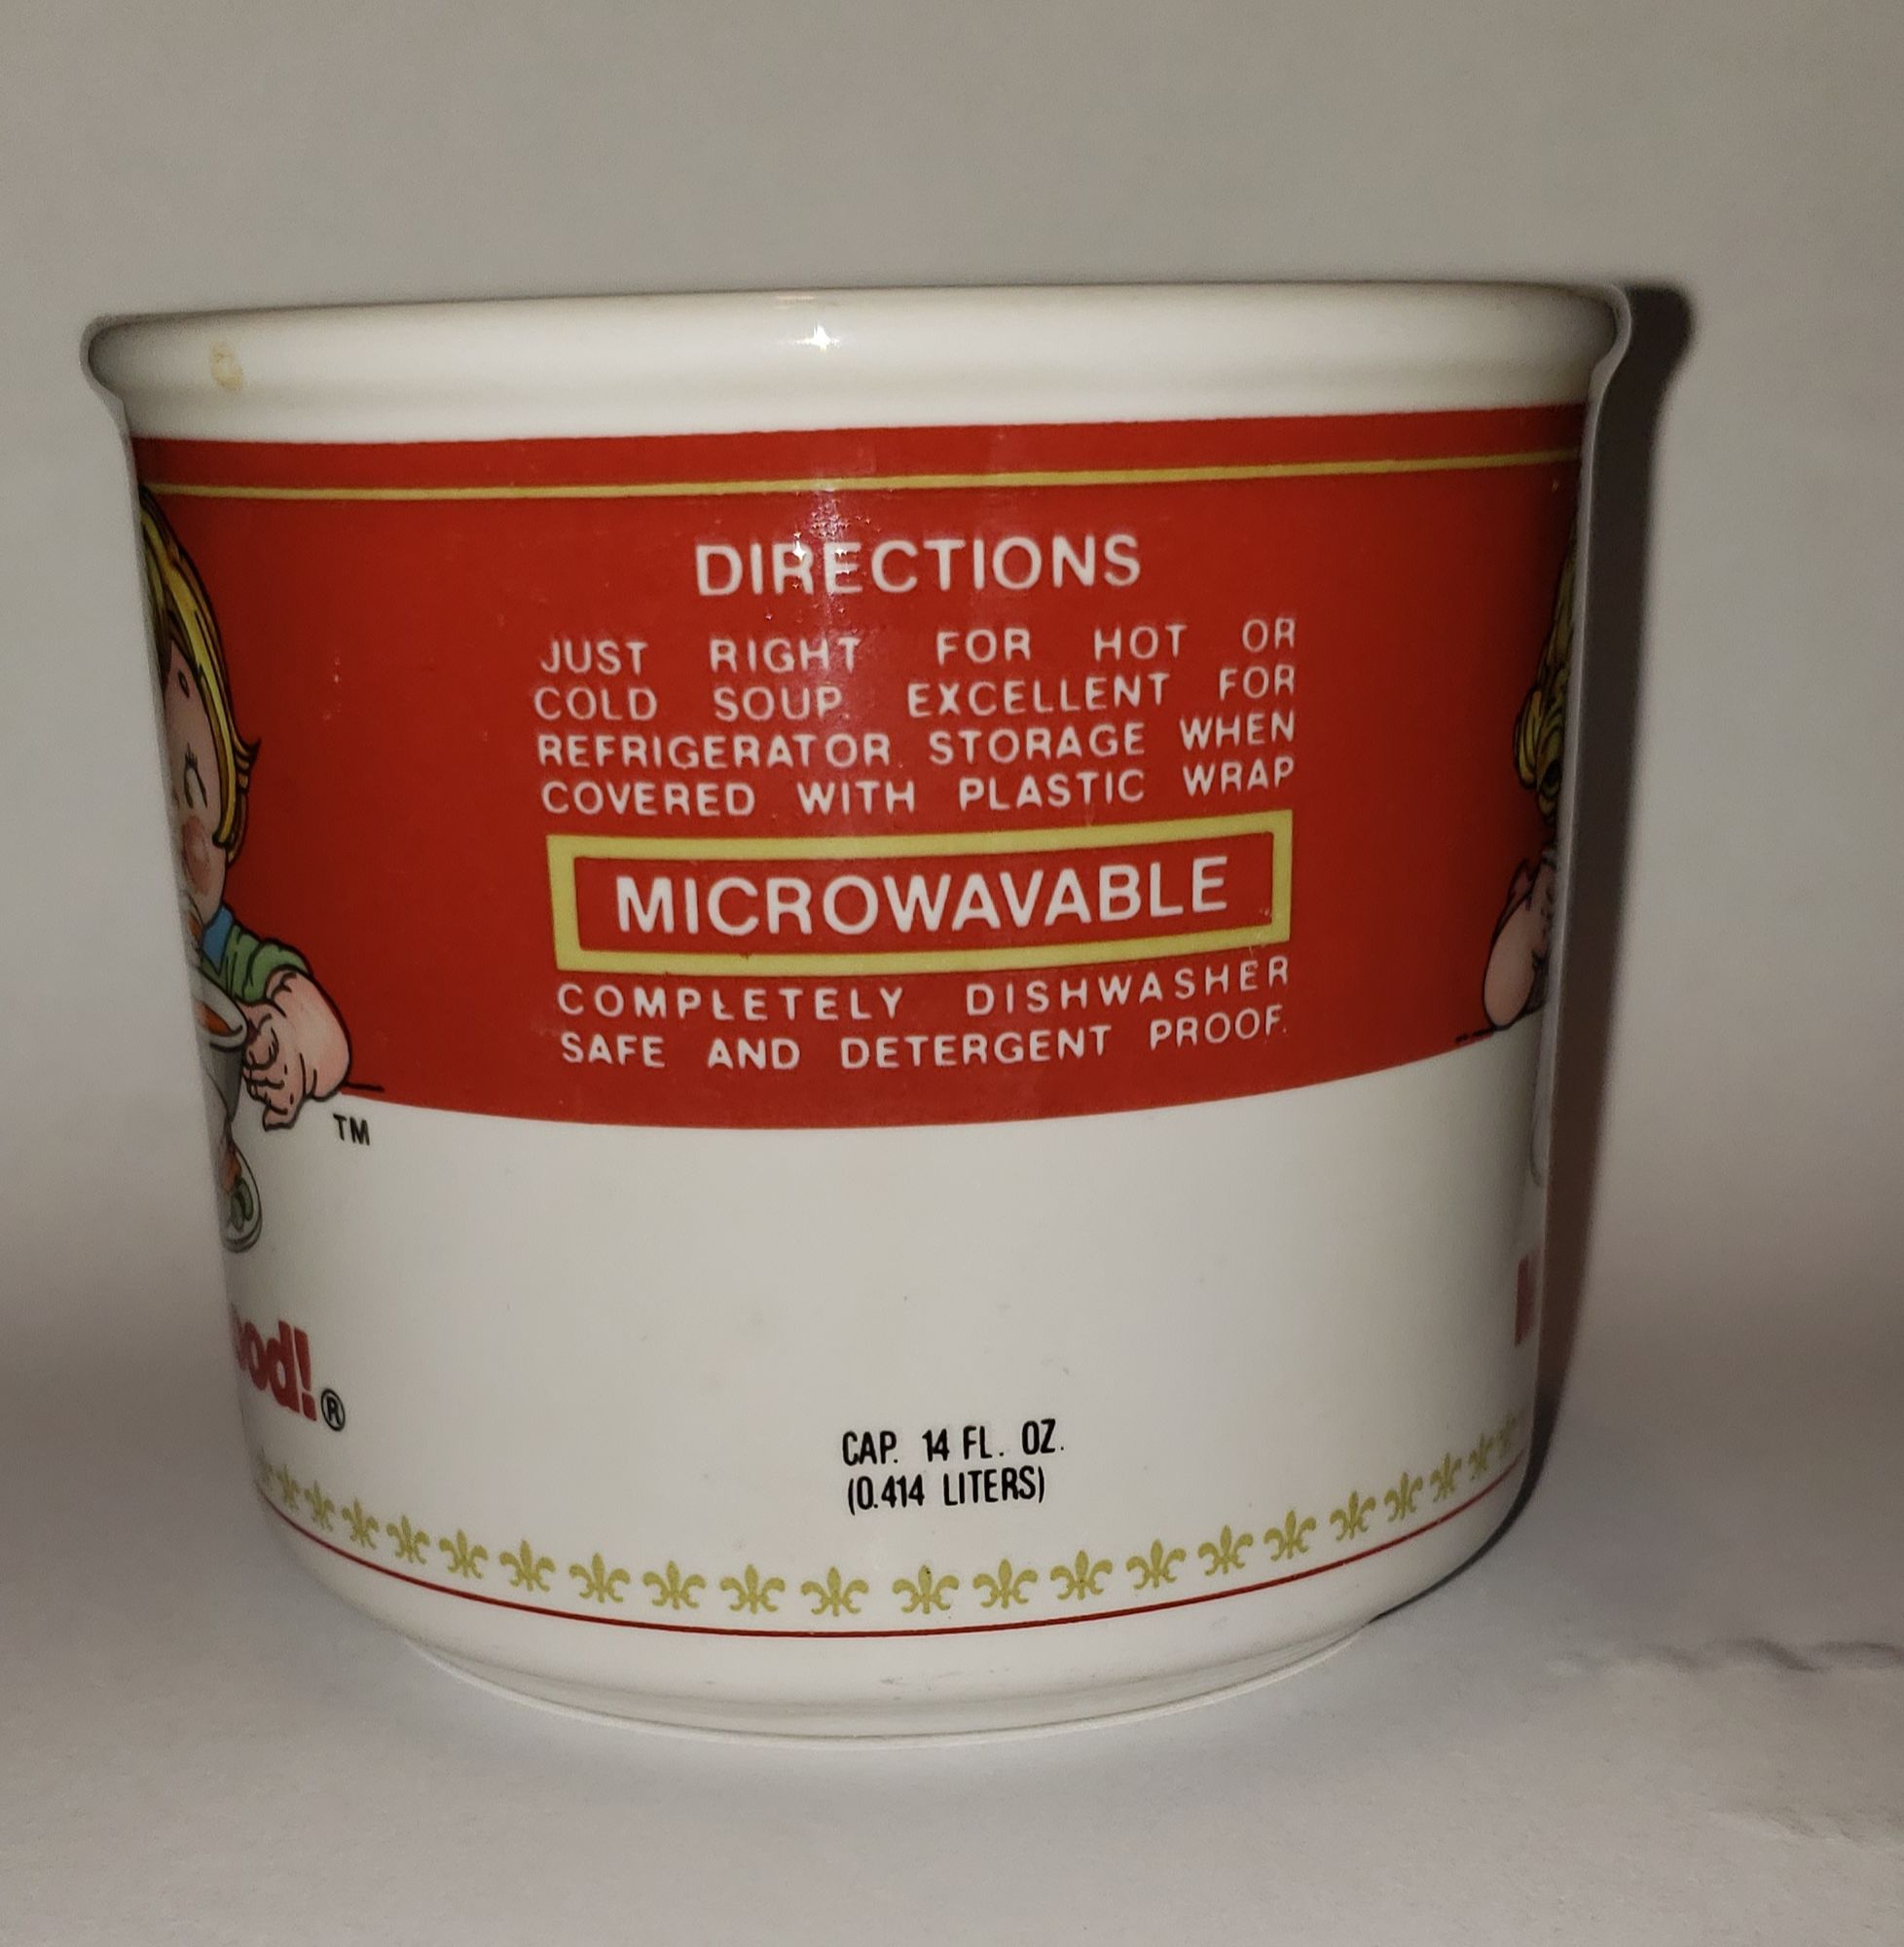 DIRECTIONS
JUST RIGHT FOR HOT OR
COLD SOUP. EXCELLENT FOR
REFRIGERATOR STORAGE WHEN
COVERED WITH PLASTIC WRAP
MICROWAVABLE
COMPLETELY DISHWASHER
SAFE AND DETERGENT PROOF.
TM
®
CAP. 14 FL. OZ.
(0.414 LITERS)